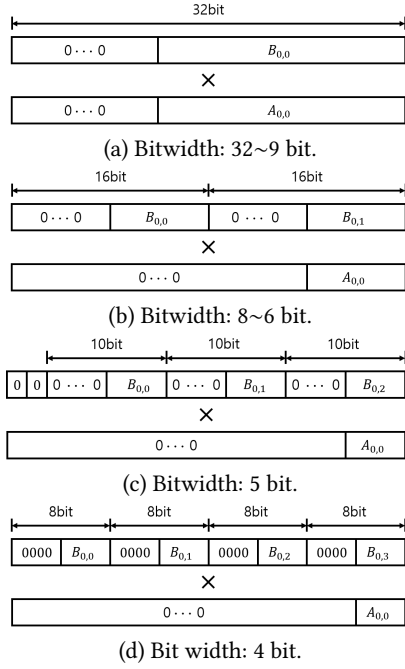 32bit
0 ··· 0 B0,0
×
0 ··· 0 A0,0
(a) Bitwidth: 32~9 bit.
16bit 16bit
0 ··· 0 B0,0 0 ··· 0 B0,1
×
0 ··· 0 A0,0
(b) Bitwidth: 8~6 bit.
10bit 10bit 10bit
0 0 0 ··· 0 B0,0 0 ··· 0 B0,1 0 ··· 0 B0,2
×
0 ··· 0 A0,0
(c) Bitwidth: 5 bit.
8bit 8bit 8bit 8bit
0000 B0,0 0000 B0,1 0000 B0,2 0000 B0,3
×
0 ··· 0 A0,0
(d) Bit width: 4 bit.